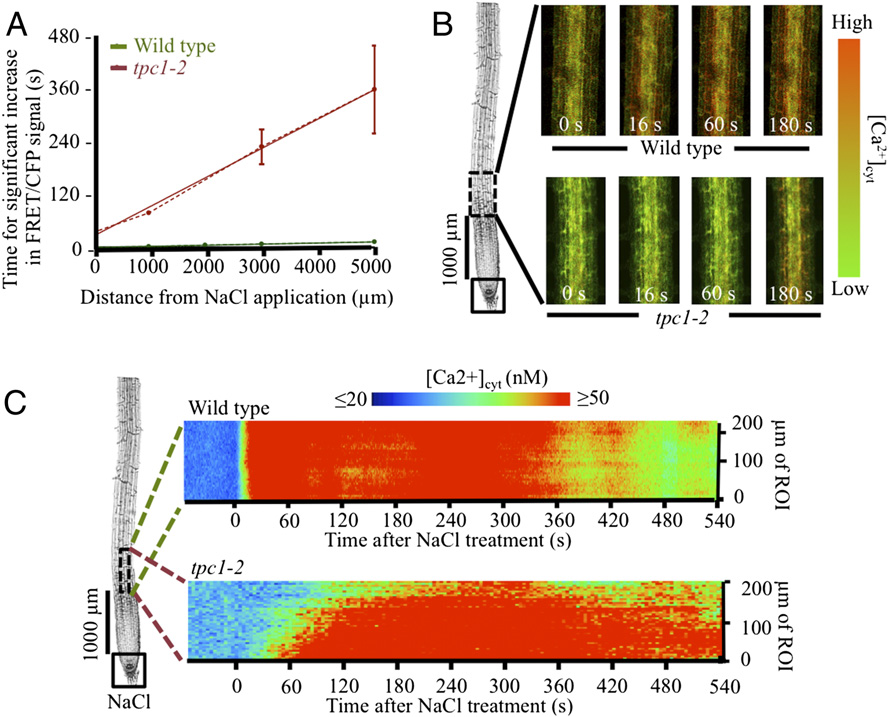 A
Time for significant increase
in FRET/CFP signal (s)
480
360
240
120
0
Wild type
tpc1-2
0 1000 2000 3000 4000 5000
Distance from NaCl application (µm)
B
1000 µm
0 s 16 s 60 s 180 s
Wild type
0 s 16 s 60 s 180 s
tpc1-2
High
[Ca2+]cyt
Low
C
[Ca2+]cyt (nM)
≤20 ≥50
Wild type
200
100
0
µm of ROI
0 60 120 180 240 300 360 420 480 540
Time after NaCl treatment (s)
tpc1-2
200
100
0
µm of ROI
0 60 120 180 240 300 360 420 480 540
Time after NaCl treatment (s)
1000 µm
NaCl